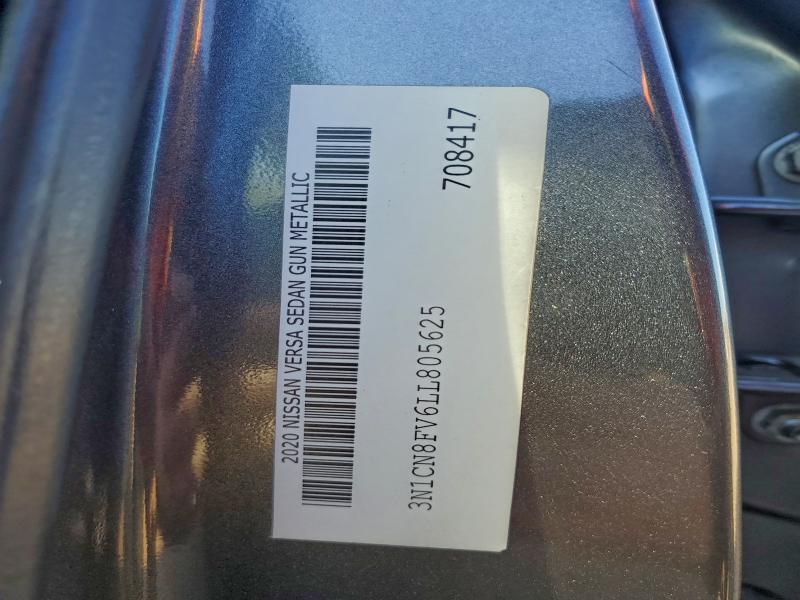 2020 NISSAN VERSA SEDAN GUN METALLIC
3N1CN8FV6LL805625
708417